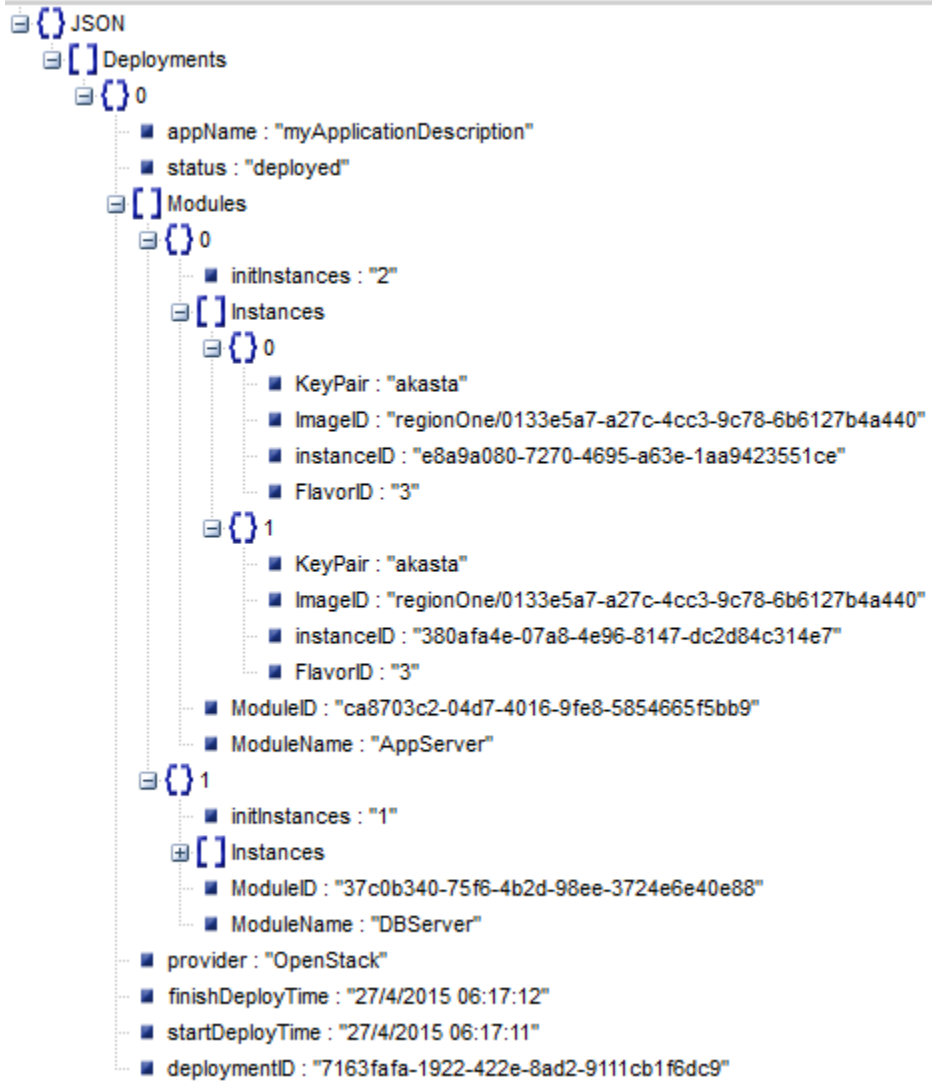 JSON
Deployments
0
appName : "myApplicationDescription"
status : "deployed"
Modules
0
initInstances : "2"
Instances
0
KeyPair : "akasta"
ImageID : "regionOne/0133e5a7-a27c-4cc3-9c78-6b6127b4a440"
instanceID : "e8a9a080-7270-4695-a63e-1aa9423551ce"
FlavorID : "3"
1
KeyPair : "akasta"
ImageID : "regionOne/0133e5a7-a27c-4cc3-9c78-6b6127b4a440"
instanceID : "380afa4e-07a8-4e96-8147-dc2d84c314e7"
FlavorID : "3"
ModuleID : "ca8703c2-04d7-4016-9fe8-5854665f5bb9"
ModuleName : "AppServer"
1
initInstances : "1"
Instances
ModuleID : "37c0b340-75f6-4b2d-98ee-3724e6e40e88"
ModuleName : "DBServer"
provider : "OpenStack"
finishDeployTime : "27/4/2015 06:17:12"
startDeployTime : "27/4/2015 06:17:11"
deploymentID : "7163fafa-1922-422e-8ad2-9111cb1f6dc9"